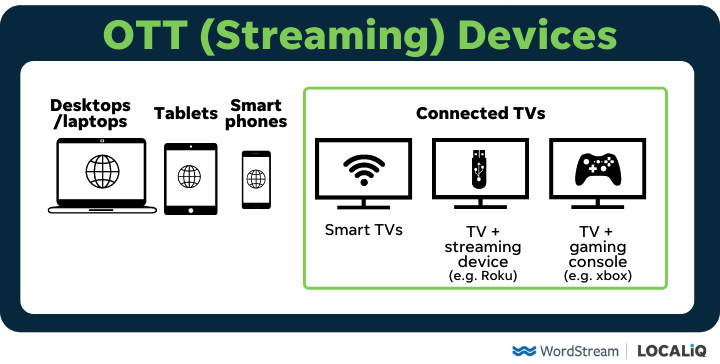 OTT (Streaming) Devices
Desktops
/laptops
Tablets
Smart
phones
Connected TVs
Smart TVs
TV +
streaming
device
(e.g. Roku)
TV +
gaming
console
(e.g. xbox)
WordStream
LOCALiQ